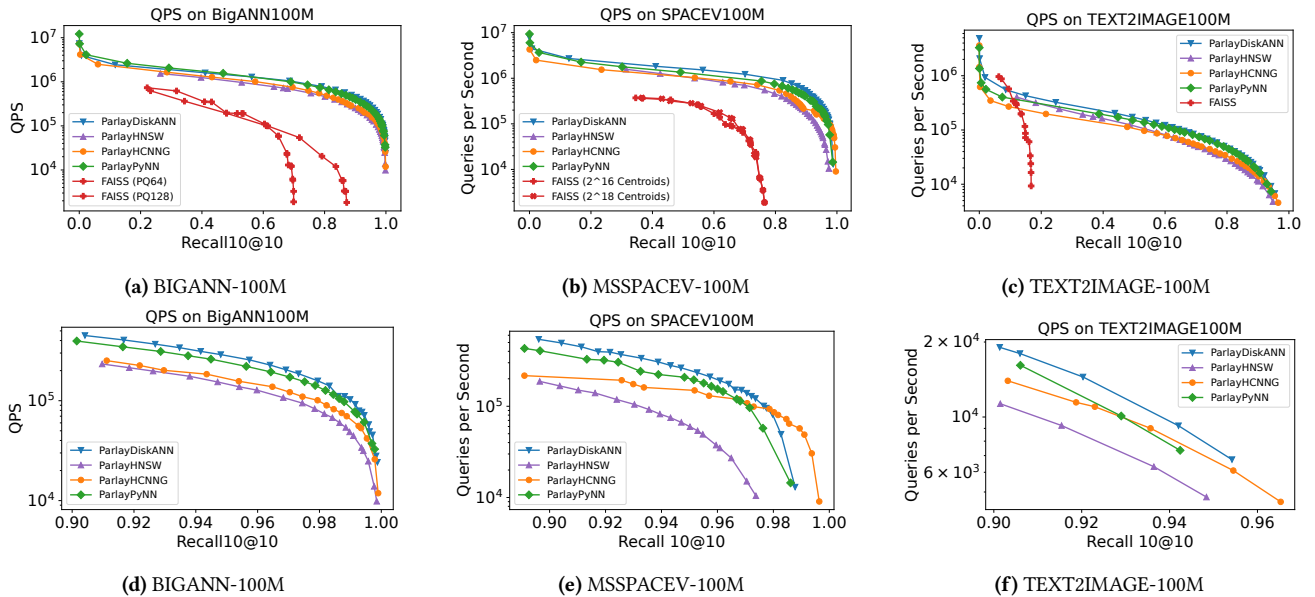 QPS on BigANN100M
QPS
10^7
10^6
10^5
10^4
ParlayDiskANN
ParlayHNSW
ParlayHCNNG
ParlayPyNN
FAISS (PQ64)
FAISS (PQ128)
0.0 0.2 0.4 0.6 0.8 1.0
Recall10@10
(a) BIGANN-100M
QPS on SPACEV100M
Queries per Second
10^7
10^6
10^5
10^4
ParlayDiskANN
ParlayHNSW
ParlayHCNNG
ParlayPyNN
FAISS (2^16 Centroids)
FAISS (2^18 Centroids)
0.0 0.2 0.4 0.6 0.8 1.0
Recall 10@10
(b) MSSPACEV-100M
QPS on TEXT2IMAGE100M
Queries per Second
10^6
10^5
10^4
ParlayDiskANN
ParlayHNSW
ParlayHCNNG
ParlayPyNN
FAISS
0.0 0.2 0.4 0.6 0.8 1.0
Recall 10@10
(c) TEXT2IMAGE-100M
QPS on BigANN100M
QPS
10^5
10^4
ParlayDiskANN
ParlayHNSW
ParlayHCNNG
ParlayPyNN
0.90 0.92 0.94 0.96 0.98 1.00
Recall10@10
(d) BIGANN-100M
QPS on SPACEV100M
Queries per Second
10^5
10^4
ParlayDiskANN
ParlayHNSW
ParlayHCNNG
ParlayPyNN
0.90 0.92 0.94 0.96 0.98 1.00
Recall 10@10
(e) MSSPACEV-100M
QPS on TEXT2IMAGE100M
Queries per Second
2 × 10^4
10^4
6 × 10^3
ParlayDiskANN
ParlayHNSW
ParlayHCNNG
ParlayPyNN
0.90 0.92 0.94 0.96
Recall 10@10
(f) TEXT2IMAGE-100M